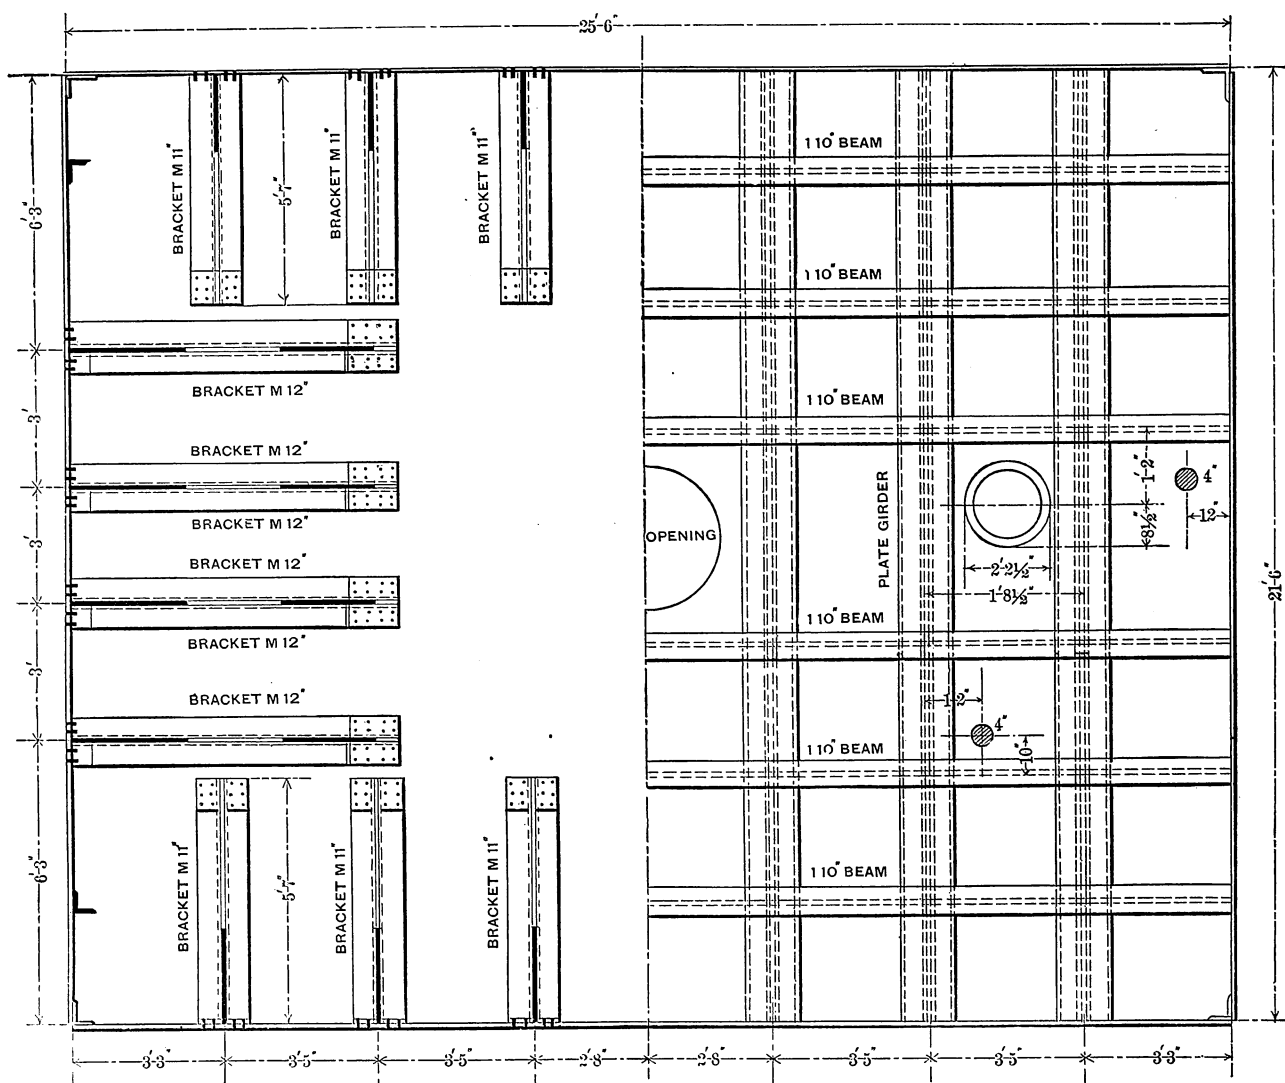 25'-6"
BRACKET M 11"
BRACKET M 11"
BRACKET M 11"
5'-7"
6'-3"
1 10" BEAM
1 10" BEAM
BRACKET M 12"
1 10" BEAM
3'
BRACKET M 12"
BRACKET M 12"
PLATE GIRDER
1'-2"
4"
12"
8½"
OPENING
3'
BRACKET M 12"
2'-2½"
1'-8½"
21'-6"
1 10" BEAM
BRACKET M 12"
3'
BRACKET M 12"
1'-2"
4"
10"
1 10" BEAM
BRACKET M 11"
BRACKET M 11"
BRACKET M 11"
5'-7"
6'-3"
1 10" BEAM
3'-3" 3'-5" 3'-5" 2'-8" 2'-8" 3'-5" 3'-5" 3'-3"